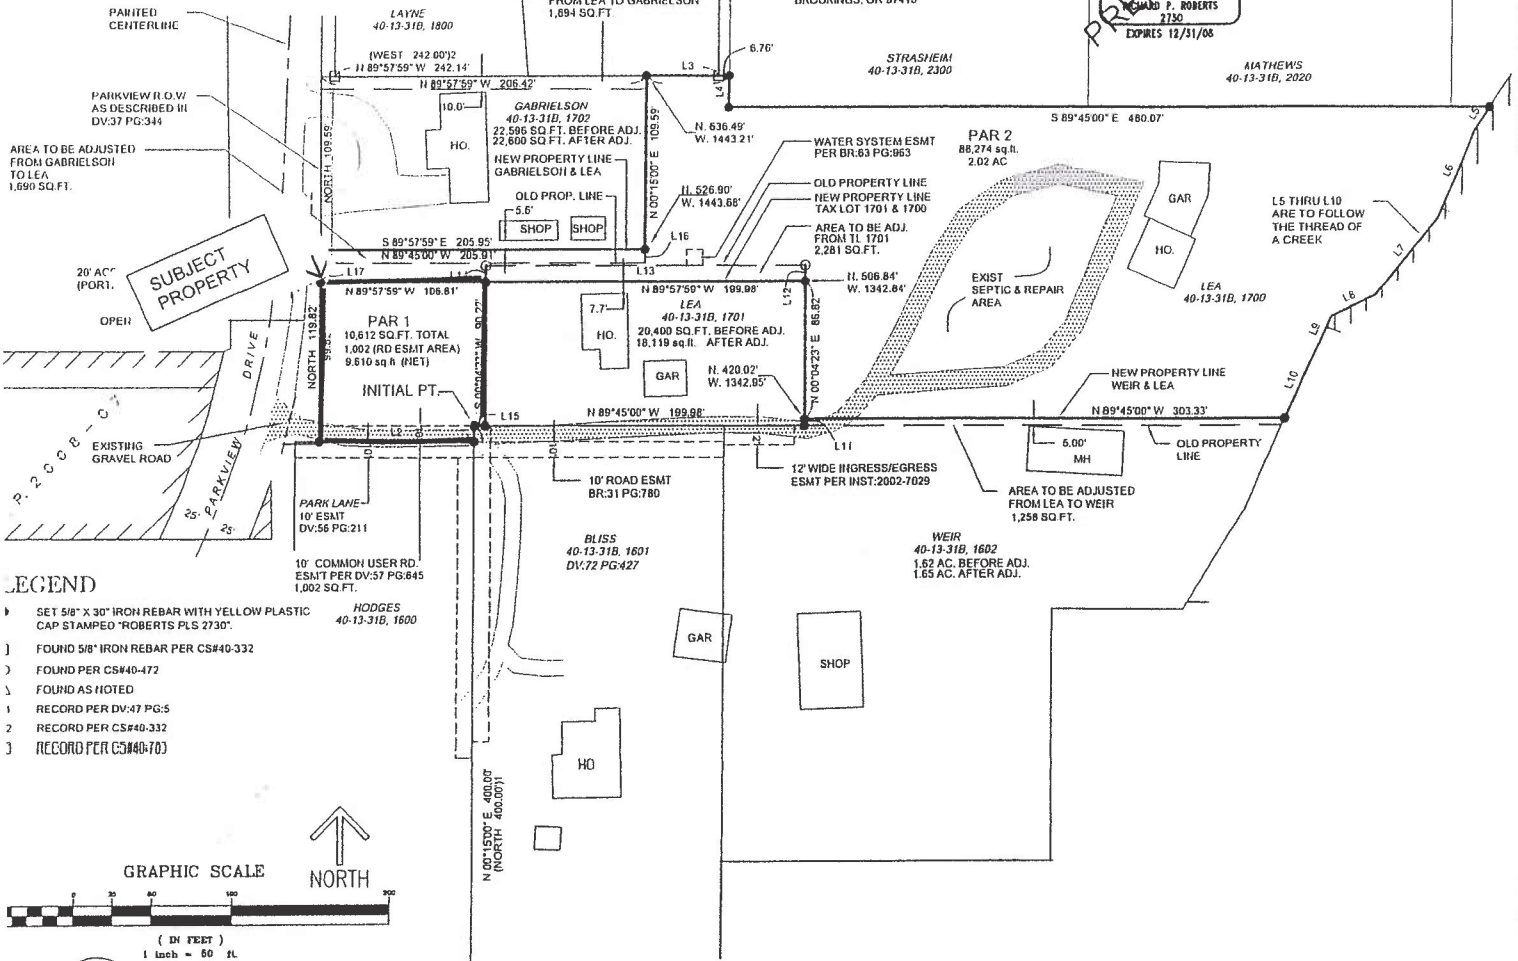 PAINTED
CENTERLINE
LAYNE
40-13-31B, 1800
FROM LEA TO GABRIELSON
1,694 SQ.FT.
BROOKINGS, OR 97415
RICHARD P. ROBERTS
2730
EXPIRES 12/31/08
STRASHEIM
40-13-31B, 2300
MATHEWS
40-13-31B, 2020
(WEST 242.00')2
N 89°57'59" W 242.14'
N 89°57'59" W 206.42'
L3
6.76'
L4
S 89°45'00" E 480.07'
L5
PARKVIEW R.O.W
AS DESCRIBED IN
DV:37 PG:344
AREA TO BE ADJUSTED
FROM GABRIELSON
TO LEA
1,690 SQ.FT.
NORTH 109.59'
10.0'
HO.
GABRIELSON
40-13-31B, 1702
22,596 SQ.FT. BEFORE ADJ.
22,600 SQ.FT. AFTER ADJ.
NEW PROPERTY LINE
GABRIELSON & LEA
OLD PROP. LINE
5.6'
SHOP
SHOP
N 00°15'00" E 109.59'
N. 636.49'
W. 1443.21'
N. 526.90'
W. 1443.68'
L16
WATER SYSTEM ESMT
PER BR:63 PG:963
OLD PROPERTY LINE
NEW PROPERTY LINE
TAX LOT 1701 & 1700
AREA TO BE ADJ.
FROM TL 1701
2,281 SQ.FT.
PAR 2
88,274 sq.ft.
2.02 AC
GAR
HO.
L5 THRU L10
ARE TO FOLLOW
THE THREAD OF
A CREEK
L6
L7
L8
L9
L10
LEA
40-13-31B, 1700
EXIST
SEPTIC & REPAIR
AREA
S 89°57'59" E 205.95'
N 89°45'00" W 205.91'
SUBJECT
PROPERTY
OPEN
L17
N 89°57'59" W 106.81'
L13
N 89°57'59" W 199.98'
L12
N. 506.84'
W. 1342.84'
NORTH 119.82'
99.82'
PAR 1
10,612 SQ.FT. TOTAL
1,002 (RD ESMT AREA)
9,610 sq.ft (NET)
INITIAL PT.
S 00°04'23" W 90.22'
7.7'
HO.
LEA
40-13-31B, 1701
20,400 SQ.FT. BEFORE ADJ.
18,119 sq.ft. AFTER ADJ.
GAR
N. 420.02'
W. 1342.95'
N 00°04'23" E 86.82'
NEW PROPERTY LINE
WEIR & LEA
N 89°45'00" W 303.33'
L15
N 89°45'00" W 199.98'
L11
L2
PARKVIEW DRIVE
25'
25'
P. 2008-0
EXISTING
GRAVEL ROAD
5.00'
MH
OLD PROPERTY
LINE
10' ROAD ESMT
BR:31 PG:780
12' WIDE INGRESS/EGRESS
ESMT PER INST:2002-7029
AREA TO BE ADJUSTED
FROM LEA TO WEIR
1,258 SQ.FT.
PARK LANE
10' ESMT
DV:56 PG:211
10' COMMON USER RD.
ESM'T PER DV:57 PG:645
1,002 SQ.FT.
HODGES
40-13-31B, 1600
BLISS
40-13-31B, 1601
DV:72 PG:427
WEIR
40-13-31B, 1602
1.62 AC. BEFORE ADJ.
1.65 AC. AFTER ADJ.
LEGEND
SET 5/8" X 30" IRON REBAR WITH YELLOW PLASTIC
CAP STAMPED "ROBERTS PLS 2730".
FOUND 5/8" IRON REBAR PER CS#40-332
FOUND PER CS#40-472
FOUND AS NOTED
RECORD PER DV:47 PG:5
2 RECORD PER CS#40-332
RECORD PER CS#40-703
GAR
SHOP
HO
N 00°15'00" E 400.00'
(NORTH 400.00')1
GRAPHIC SCALE
NORTH
( IN FEET )
1 inch = 60 ft.